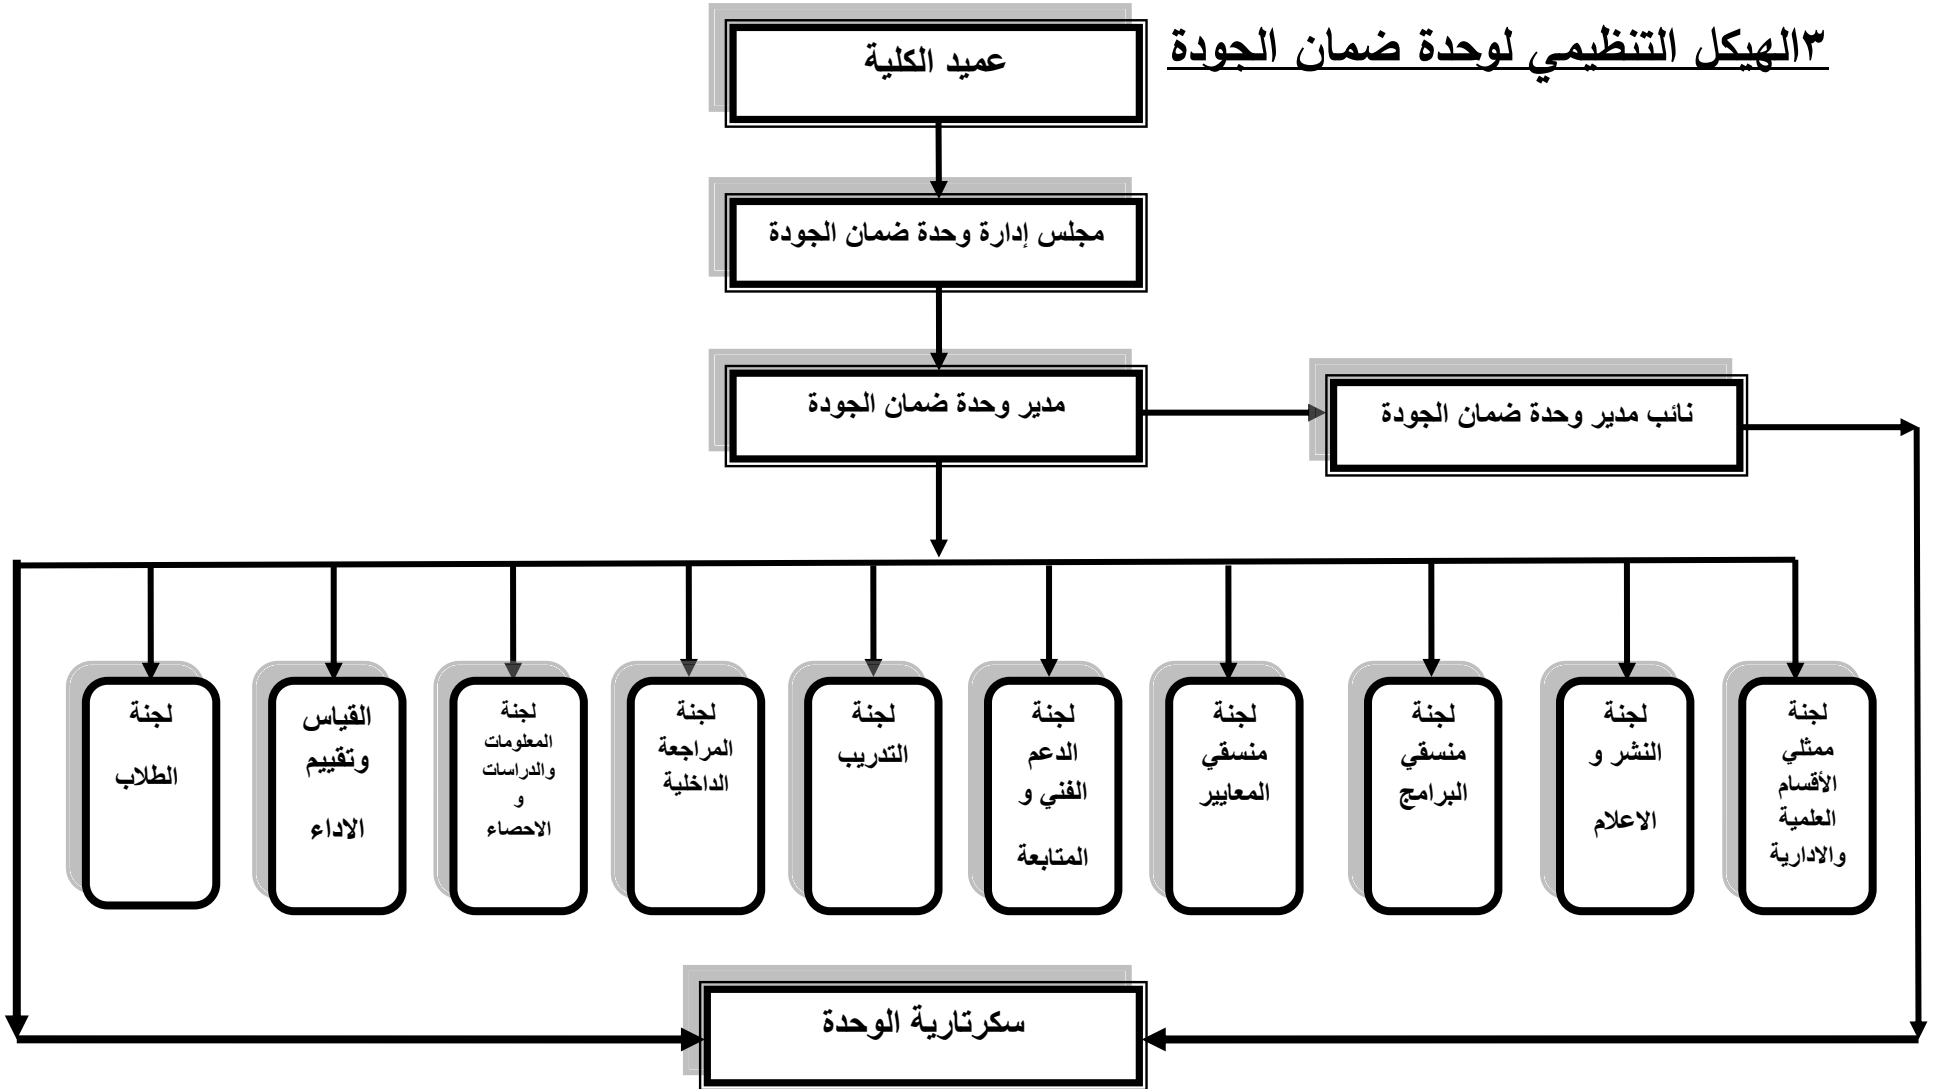 ٣الهيكل التنظيمي لوحدة ضمان الجودة
عميد الكلية
مجلس إدارة وحدة ضمان الجودة
مدير وحدة ضمان الجودة
نائب مدير وحدة ضمان الجودة
لجنة
ممثلي
الأقسام
العلمية
والادارية
لجنة
النشر و
الاعلام
لجنة
منسقي
البرامج
لجنة
منسقي
المعايير
لجنة
الدعم
الفني و
المتابعة
لجنة
التدريب
لجنة
المراجعة
الداخلية
لجنة
المعلومات
والدراسات
و
الاحصاء
القياس
وتقييم
الاداء
لجنة
الطلاب
سكرتارية الوحدة